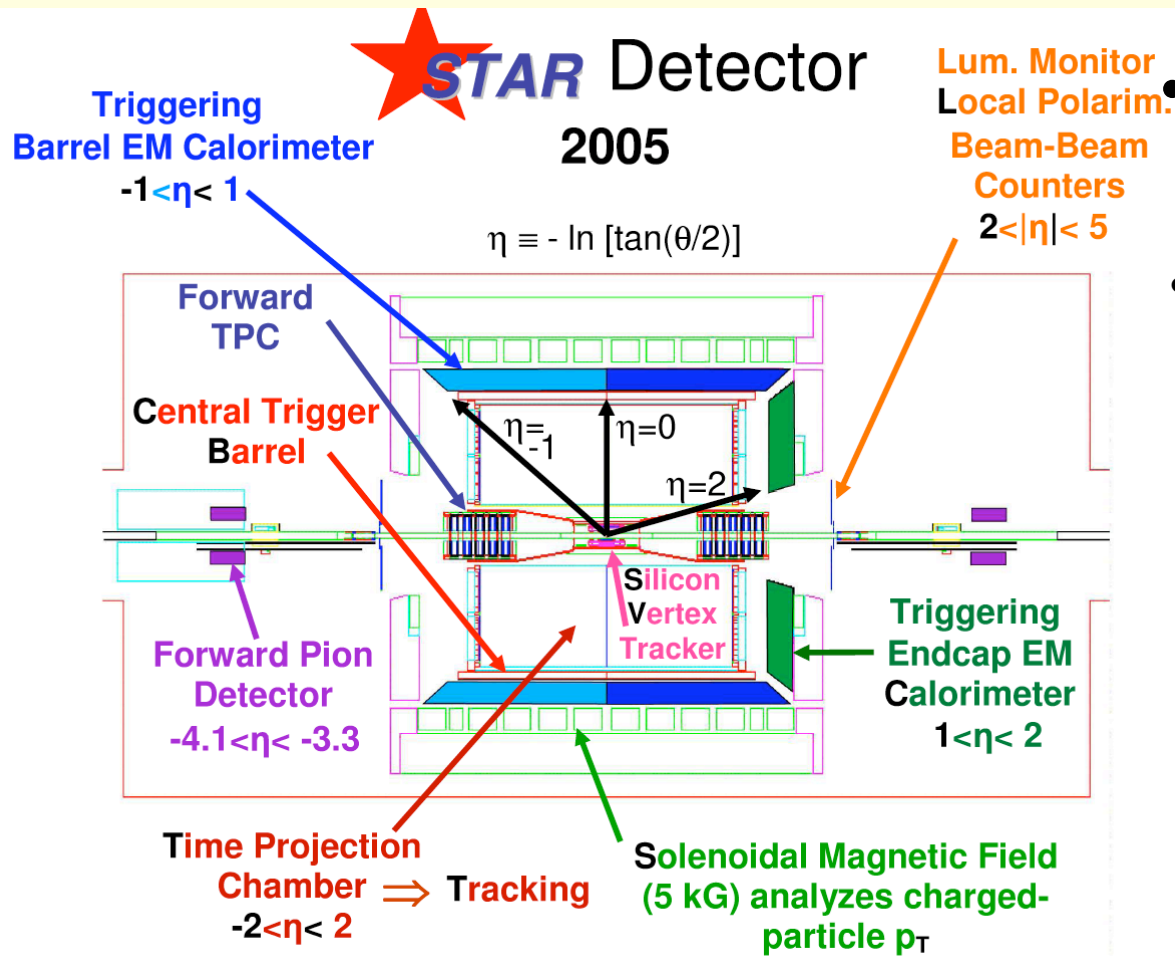 STAR Detector
2005
Triggering
Barrel EM Calorimeter
-1<η< 1
Lum. Monitor
Local Polarim.
Beam-Beam
Counters
2<|η|< 5
η ≡ - ln [tan(θ/2)]
Forward
TPC
Central Trigger
Barrel
η=
-1
η=0
η=2
Silicon
Vertex
Tracker
Forward Pion
Detector
-4.1<η< -3.3
Triggering
Endcap EM
Calorimeter
1<η< 2
Time Projection
Chamber ⇒ Tracking
-2<η< 2
Solenoidal Magnetic Field
(5 kG) analyzes charged-
particle pT